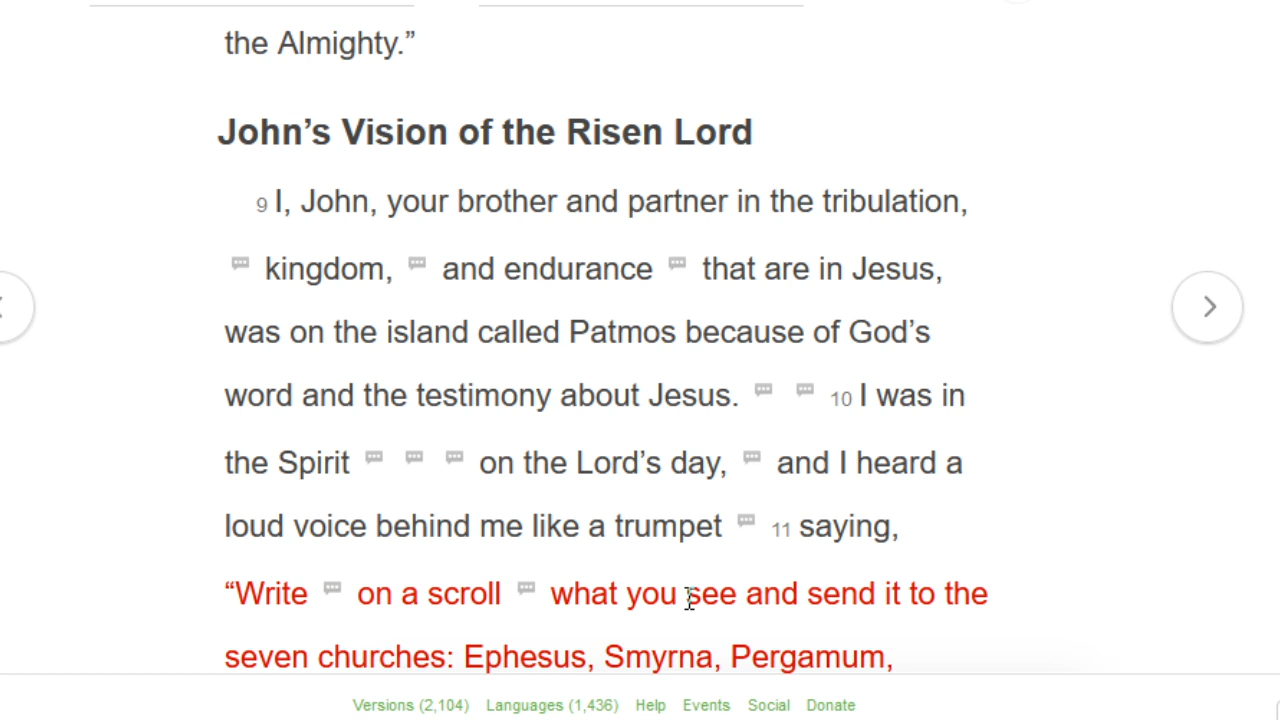 the Almighty.”
John’s Vision of the Risen Lord
9 I, John, your brother and partner in the tribulation,
kingdom, and endurance that are in Jesus,
was on the island called Patmos because of God’s
word and the testimony about Jesus. 10 I was in
the Spirit on the Lord’s day, and I heard a
loud voice behind me like a trumpet 11 saying,
“Write on a scroll what you see and send it to the
seven churches: Ephesus, Smyrna, Pergamum,
Versions (2,104) Languages (1,436) Help Events Social Donate